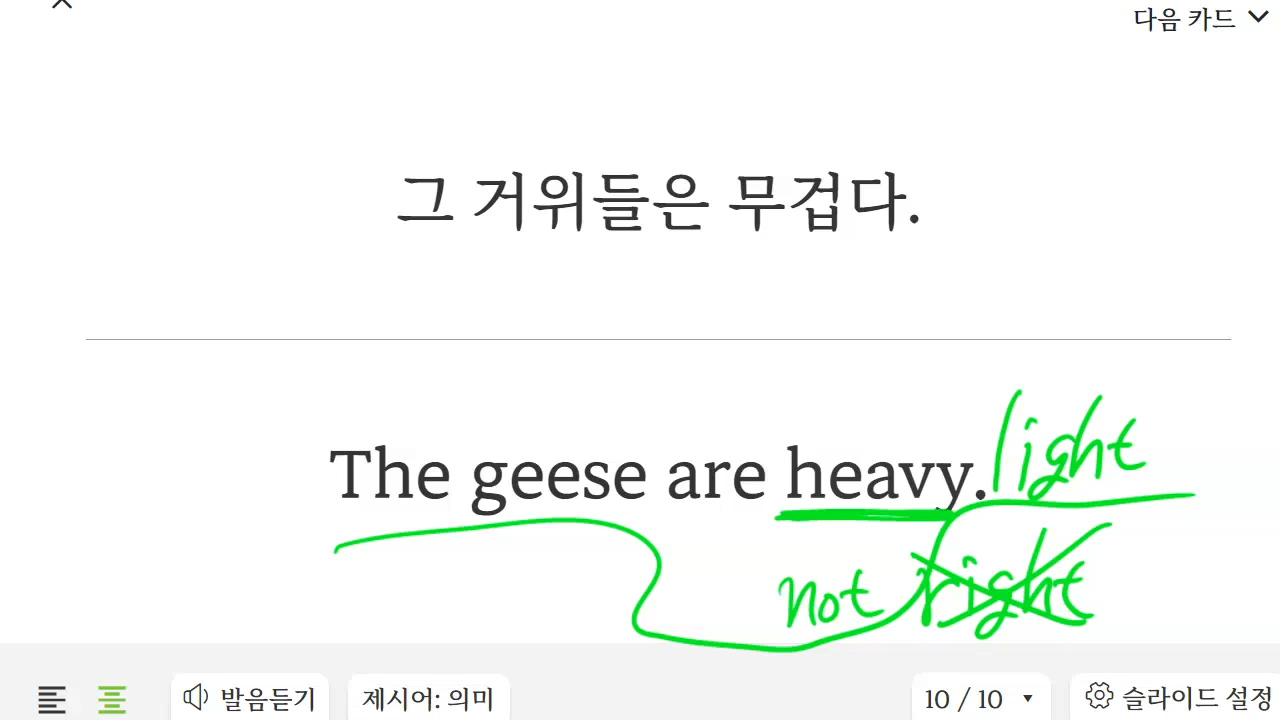 다음 카드
그 거위들은 무겁다.
The geese are heavy. light
not right
발음듣기 제시어: 의미 10 / 10 슬라이드 설정